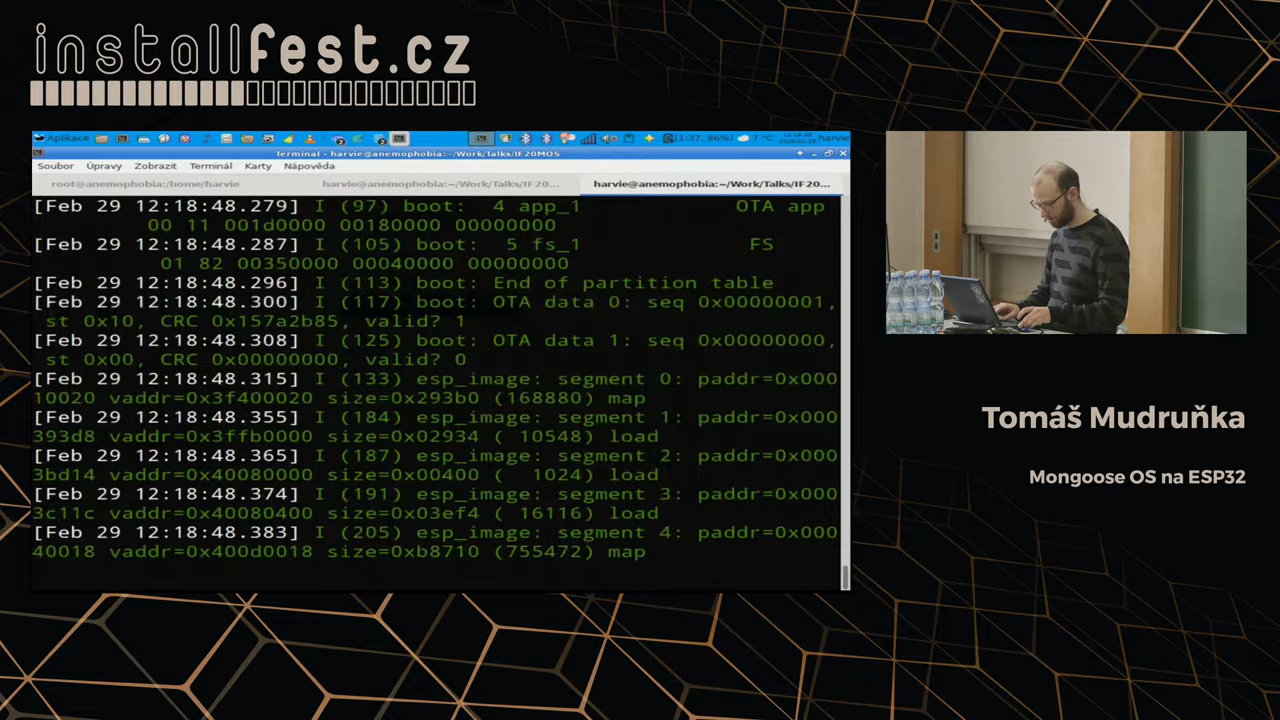 installfest.cz
Aplikace (1:37, 86%) 7 °C harvie
Terminal - harvie@anemophobia:~/Work/Talks/IF20MOS
Soubor Úpravy Zobrazit Terminál Karty Nápověda
root@anemophobia:/home/harvie harvie@anemophobia:~/Work/Talks/IF20... harvie@anemophobia:~/Work/Talks/IF20...
[Feb 29 12:18:48.279] I (97) boot:  4 app_1            OTA app
00 11 001d0000 00180000 00000000
[Feb 29 12:18:48.287] I (105) boot:  5 fs_1             FS
01 82 00350000 00040000 00000000
[Feb 29 12:18:48.296] I (113) boot: End of partition table
[Feb 29 12:18:48.300] I (117) boot: OTA data 0: seq 0x00000001,
st 0x10, CRC 0x157a2b85, valid? 1
[Feb 29 12:18:48.308] I (125) boot: OTA data 1: seq 0x00000000,
st 0x00, CRC 0x00000000, valid? 0
[Feb 29 12:18:48.315] I (133) esp_image: segment 0: paddr=0x000
10020 vaddr=0x3f400020 size=0x293b0 (168880) map
[Feb 29 12:18:48.355] I (184) esp_image: segment 1: paddr=0x000
393d8 vaddr=0x3ffb0000 size=0x02934 ( 10548) load
[Feb 29 12:18:48.365] I (187) esp_image: segment 2: paddr=0x000
3bd14 vaddr=0x40080000 size=0x00400 (  1024) load
[Feb 29 12:18:48.374] I (191) esp_image: segment 3: paddr=0x000
3c11c vaddr=0x40080400 size=0x03ef4 ( 16116) load
[Feb 29 12:18:48.383] I (205) esp_image: segment 4: paddr=0x000
40018 vaddr=0x400d0018 size=0xb8710 (755472) map
Tomáš Mudruňka
Mongoose OS na ESP32